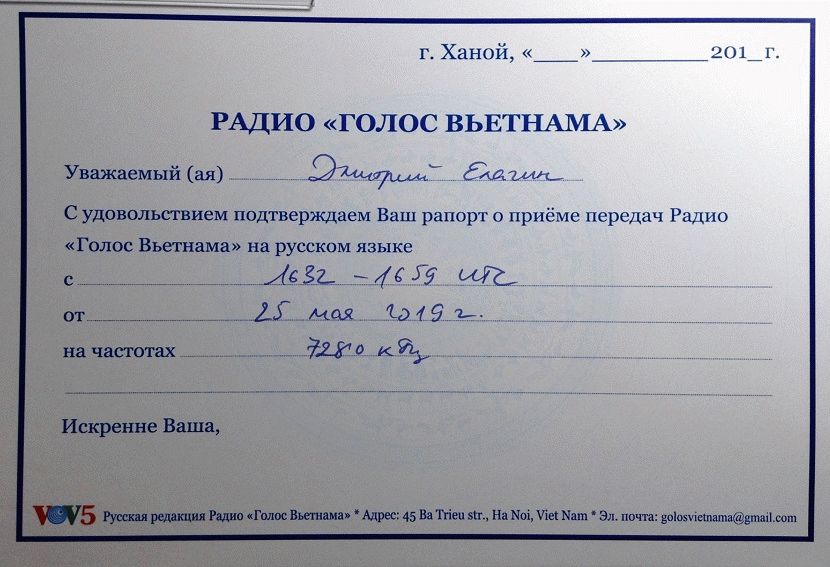 г. Ханой, «____»__________201_г.
РАДИО «ГОЛОС ВЬЕТНАМА»
Уважаемый (ая) Дмитрий Елагин
С удовольствием подтверждаем Ваш рапорт о приёме передач Радио
«Голос Вьетнама» на русском языке
с 1632 – 1659 UTC
от 25 мая 2019 г.
на частотах 7280 кГц
Искренне Ваша,
VOV5 Русская редакция Радио «Голос Вьетнама» * Адрес: 45 Ba Trieu str., Ha Noi, Viet Nam * Эл. почта: golosvietnama@gmail.com